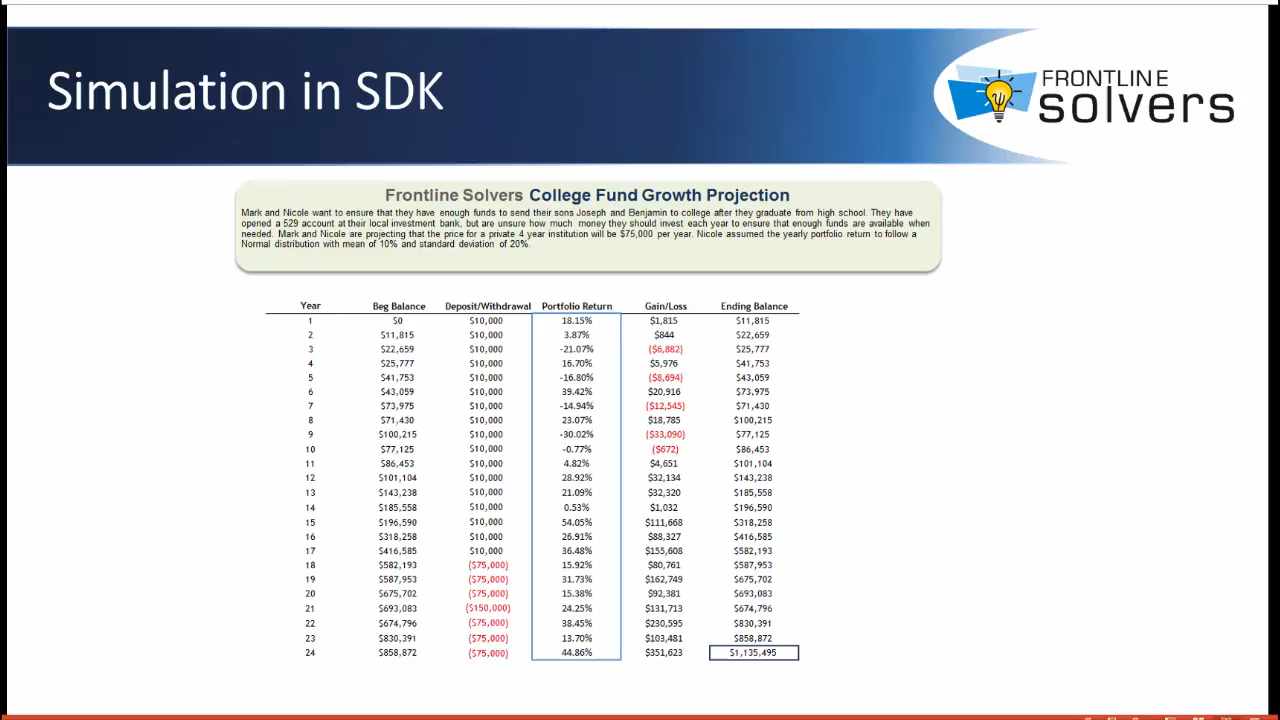 Simulation in SDK
FRONTLINE
solvers
Frontline Solvers College Fund Growth Projection
Mark and Nicole want to ensure that they have enough funds to send their sons Joseph and Benjamin to college after they graduate from high school. They have
opened a 529 account at their local investment bank, but are unsure how much money they should invest each year to ensure that enough funds are available when
needed. Mark and Nicole are projecting that the price for a private 4 year institution will be $75,000 per year. Nicole assumed the yearly portfolio return to follow a
Normal distribution with mean of 10% and standard deviation of 20%.
Year Beg Balance Deposit/Withdrawal Portfolio Return Gain/Loss Ending Balance
1 $0 $10,000 18.15% $1,815 $11,815
2 $11,815 $10,000 3.87% $844 $22,659
3 $22,659 $10,000 -21.07% ($6,882) $25,777
4 $25,777 $10,000 16.70% $5,976 $41,753
5 $41,753 $10,000 -16.80% ($8,694) $43,059
6 $43,059 $10,000 39.42% $20,916 $73,975
7 $73,975 $10,000 -14.94% ($12,545) $71,430
8 $71,430 $10,000 23.07% $18,785 $100,215
9 $100,215 $10,000 -30.02% ($33,090) $77,125
10 $77,125 $10,000 -0.77% ($672) $86,453
11 $86,453 $10,000 4.82% $4,651 $101,104
12 $101,104 $10,000 28.92% $32,134 $143,238
13 $143,238 $10,000 21.09% $32,320 $185,558
14 $185,558 $10,000 0.53% $1,032 $196,590
15 $196,590 $10,000 54.05% $111,668 $318,258
16 $318,258 $10,000 26.91% $88,327 $416,585
17 $416,585 $10,000 36.48% $155,608 $582,193
18 $582,193 ($75,000) 15.92% $80,761 $587,953
19 $587,953 ($75,000) 31.73% $162,749 $675,702
20 $675,702 ($75,000) 15.38% $92,381 $693,083
21 $693,083 ($150,000) 24.25% $131,713 $674,796
22 $674,796 ($75,000) 38.45% $230,595 $830,391
23 $830,391 ($75,000) 13.70% $103,481 $858,872
24 $858,872 ($75,000) 44.86% $351,623 $1,135,495